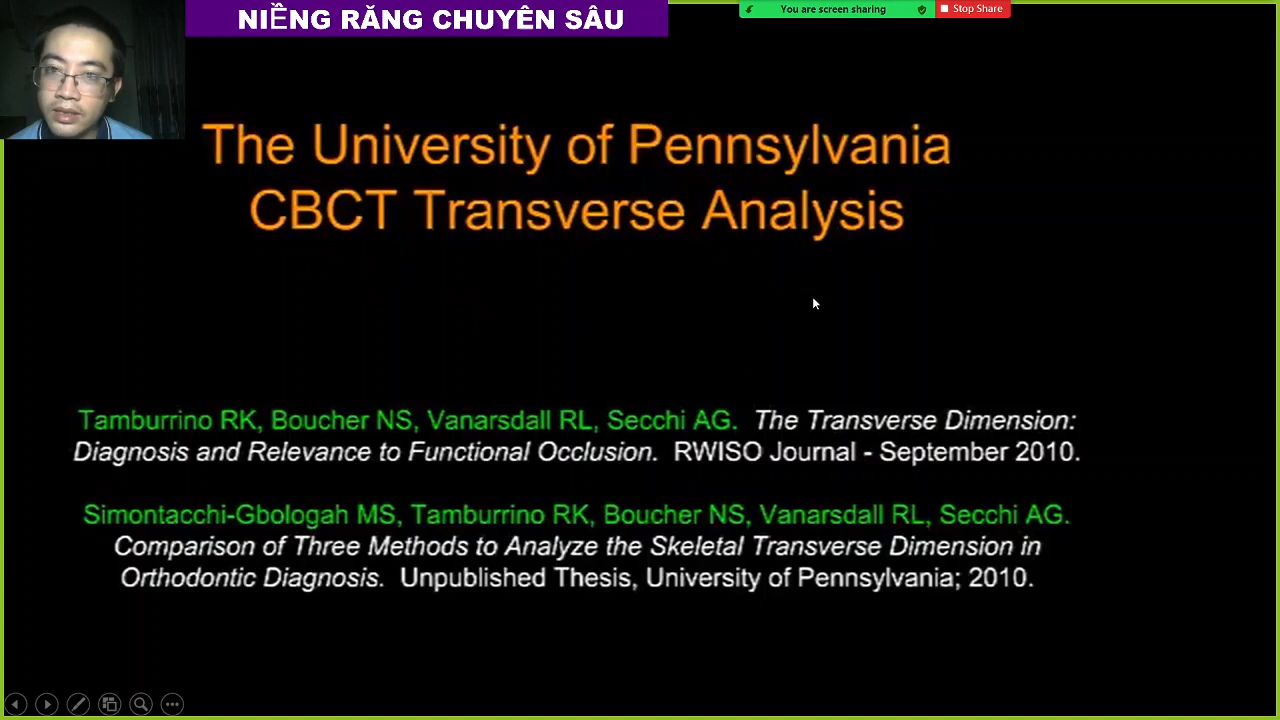 NIỀNG RĂNG CHUYÊN SÂU
You are screen sharing
Stop Share
The University of Pennsylvania
CBCT Transverse Analysis
Tamburrino RK, Boucher NS, Vanarsdall RL, Secchi AG. The Transverse Dimension:
Diagnosis and Relevance to Functional Occlusion. RWISO Journal - September 2010.
Simontacchi-Gbologah MS, Tamburrino RK, Boucher NS, Vanarsdall RL, Secchi AG.
Comparison of Three Methods to Analyze the Skeletal Transverse Dimension in
Orthodontic Diagnosis. Unpublished Thesis, University of Pennsylvania; 2010.